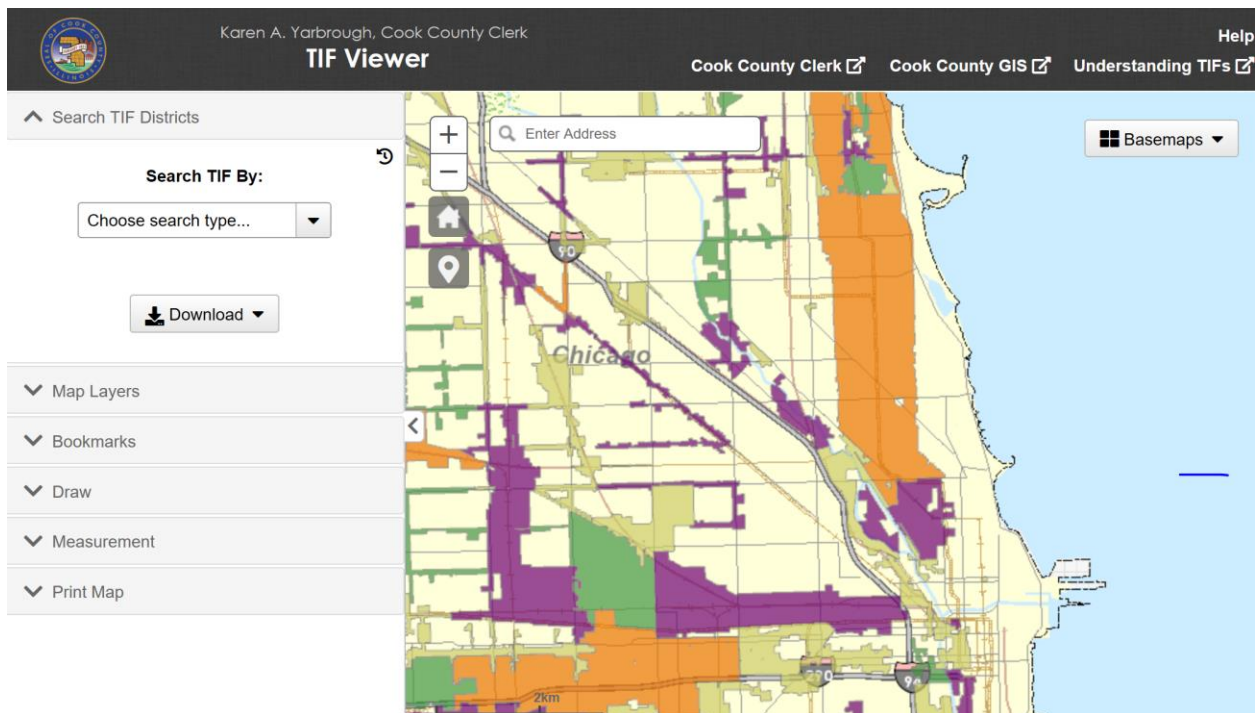 Karen A. Yarbrough, Cook County Clerk
TIF Viewer
Help
Cook County Clerk
Cook County GIS
Understanding TIFs
Search TIF Districts
Search TIF By:
Choose search type...
Download
Map Layers
Bookmarks
Draw
Measurement
Print Map
+
Enter Address
−
Basemaps
90
Chicago
290
94
2km